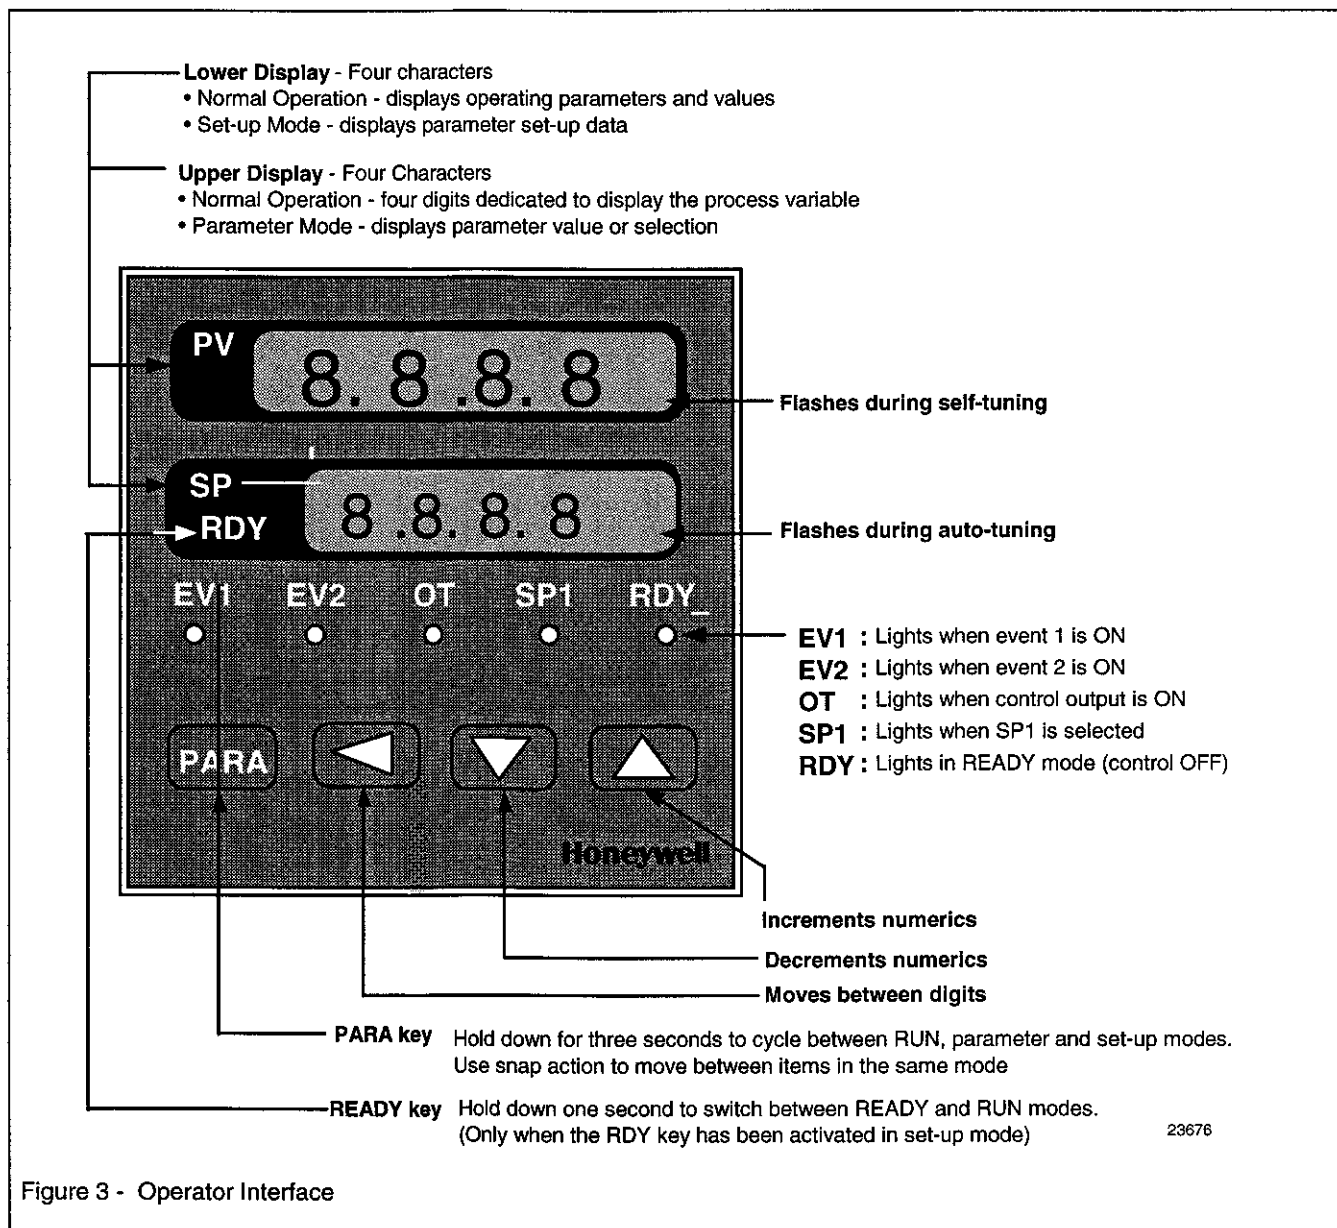 Lower Display - Four characters
• Normal Operation - displays operating parameters and values
• Set-up Mode - displays parameter set-up data
Upper Display - Four Characters
• Normal Operation - four digits dedicated to display the process variable
• Parameter Mode - displays parameter value or selection
PV
8. 8 .8. 8
Flashes during self-tuning
SP
RDY
8 .8. 8. 8
Flashes during auto-tuning
EV1 EV2 OT SP1 RDY_
EV1 : Lights when event 1 is ON
EV2 : Lights when event 2 is ON
OT : Lights when control output is ON
SP1 : Lights when SP1 is selected
RDY : Lights in READY mode (control OFF)
PARA
Honeywell
Increments numerics
Decrements numerics
Moves between digits
PARA key Hold down for three seconds to cycle between RUN, parameter and set-up modes.
Use snap action to move between items in the same mode
READY key Hold down one second to switch between READY and RUN modes.
(Only when the RDY key has been activated in set-up mode)
23676
Figure 3 - Operator Interface